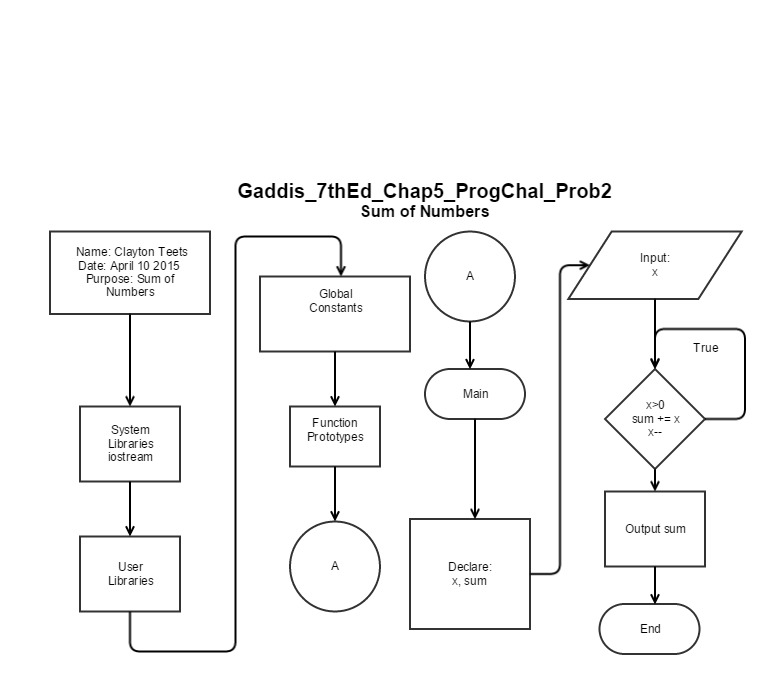 Gaddis_7thEd_Chap5_ProgChal_Prob2
Sum of Numbers
Name: Clayton Teets
Date: April 10 2015
Purpose: Sum of
Numbers
System
Libraries
iostream
User
Libraries
Global
Constants
Function
Prototypes
A
A
Main
Declare:
x, sum
Input:
x
True
x>0
sum += x
x--
Output sum
End